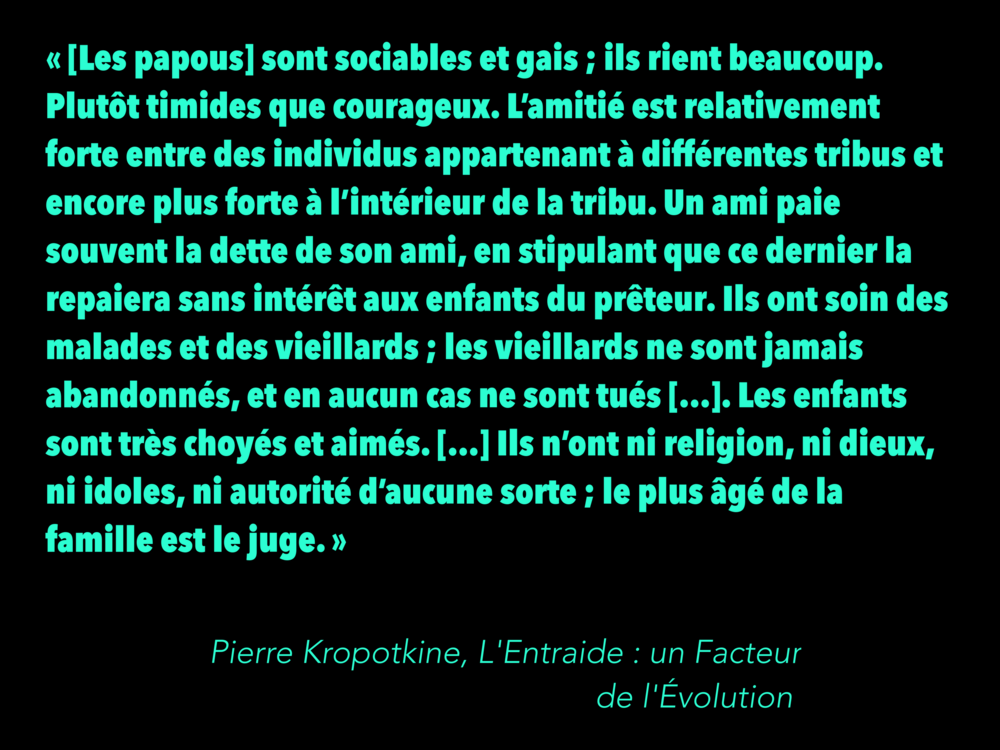 « [Les papous] sont sociables et gais ; ils rient beaucoup.
Plutôt timides que courageux. L’amitié est relativement
forte entre des individus appartenant à différentes tribus et
encore plus forte à l’intérieur de la tribu. Un ami paie
souvent la dette de son ami, en stipulant que ce dernier la
repaiera sans intérêt aux enfants du prêteur. Ils ont soin des
malades et des vieillards ; les vieillards ne sont jamais
abandonnés, et en aucun cas ne sont tués [...]. Les enfants
sont très choyés et aimés. [...] Ils n’ont ni religion, ni dieux,
ni idoles, ni autorité d’aucune sorte ; le plus âgé de la
famille est le juge. »
Pierre Kropotkine, L'Entraide : un Facteur
de l'Évolution